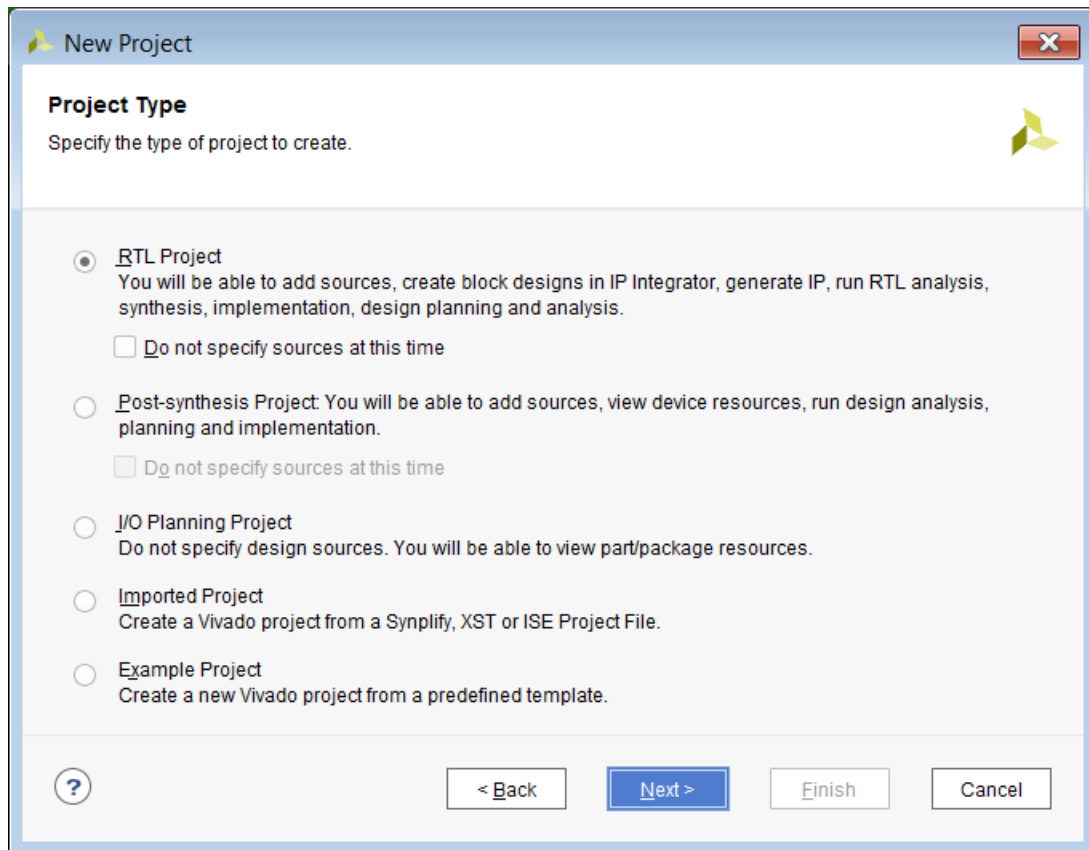 New Project
Project Type
Specify the type of project to create.
RTL Project
You will be able to add sources, create block designs in IP Integrator, generate IP, run RTL analysis,
synthesis, implementation, design planning and analysis.
Do not specify sources at this time
Post-synthesis Project: You will be able to add sources, view device resources, run design analysis,
planning and implementation.
Do not specify sources at this time
I/O Planning Project
Do not specify design sources. You will be able to view part/package resources.
Imported Project
Create a Vivado project from a Synplify, XST or ISE Project File.
Example Project
Create a new Vivado project from a predefined template.
? < Back Next > Finish Cancel